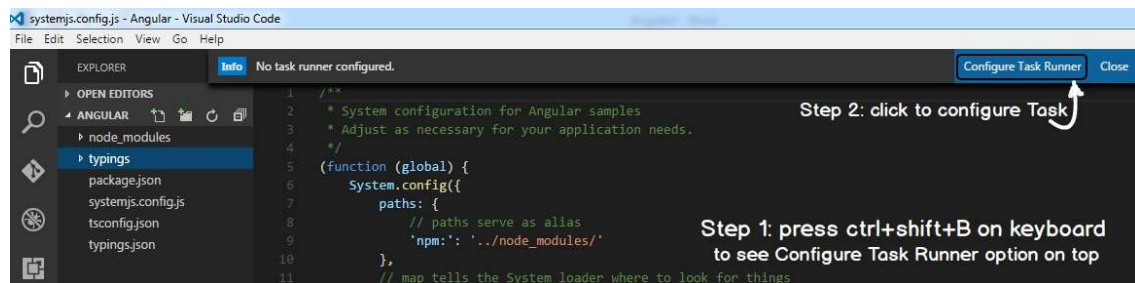 systemjs.config.js - Angular - Visual Studio Code
File Edit Selection View Go Help
EXPLORER
Info No task runner configured.
Configure Task Runner Close
OPEN EDITORS
ANGULAR
node_modules
typings
package.json
systemjs.config.js
tsconfig.json
typings.json
1 /**
2 * System configuration for Angular samples
3 * Adjust as necessary for your application needs.
4 */
5 (function (global) {
6 System.config({
7 paths: {
8 // paths serve as alias
9 'npm:': '../node_modules/'
10 },
11 // map tells the System loader where to look for things
Step 2: click to configure Task
Step 1: press ctrl+shift+B on keyboard
to see Configure Task Runner option on top